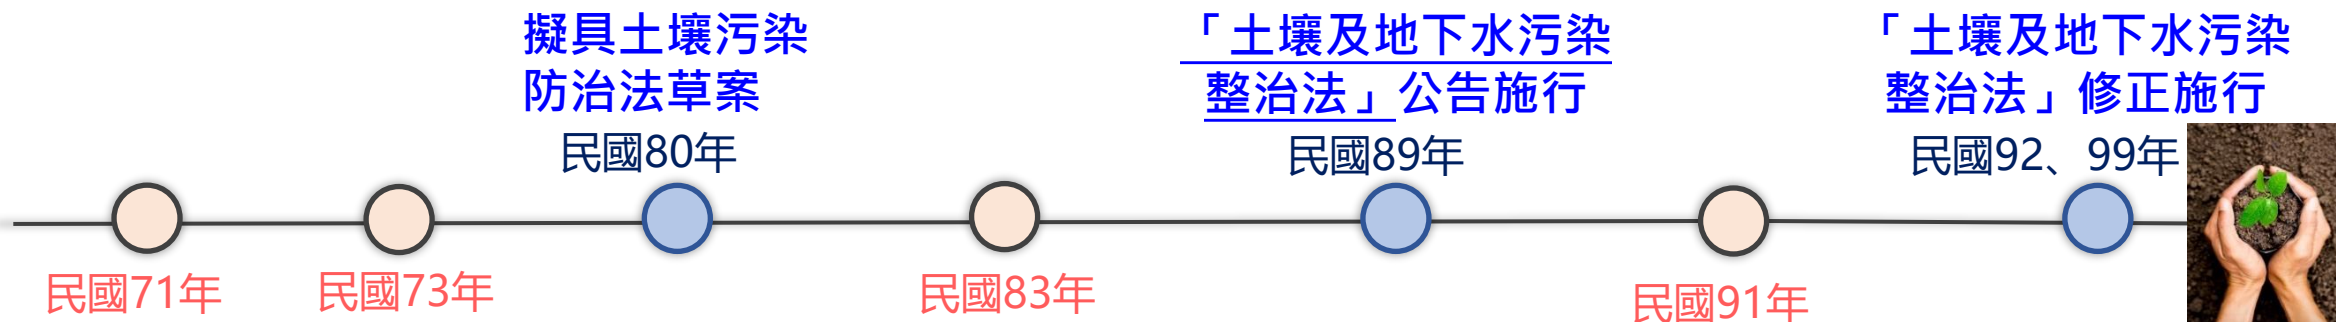 擬具土壤污染
防治法草案
民國80年
「土壤及地下水污染
整治法」公告施行
民國89年
「土壤及地下水污染
整治法」修正施行
民國92、99年
民國71年
民國73年
民國83年
民國91年